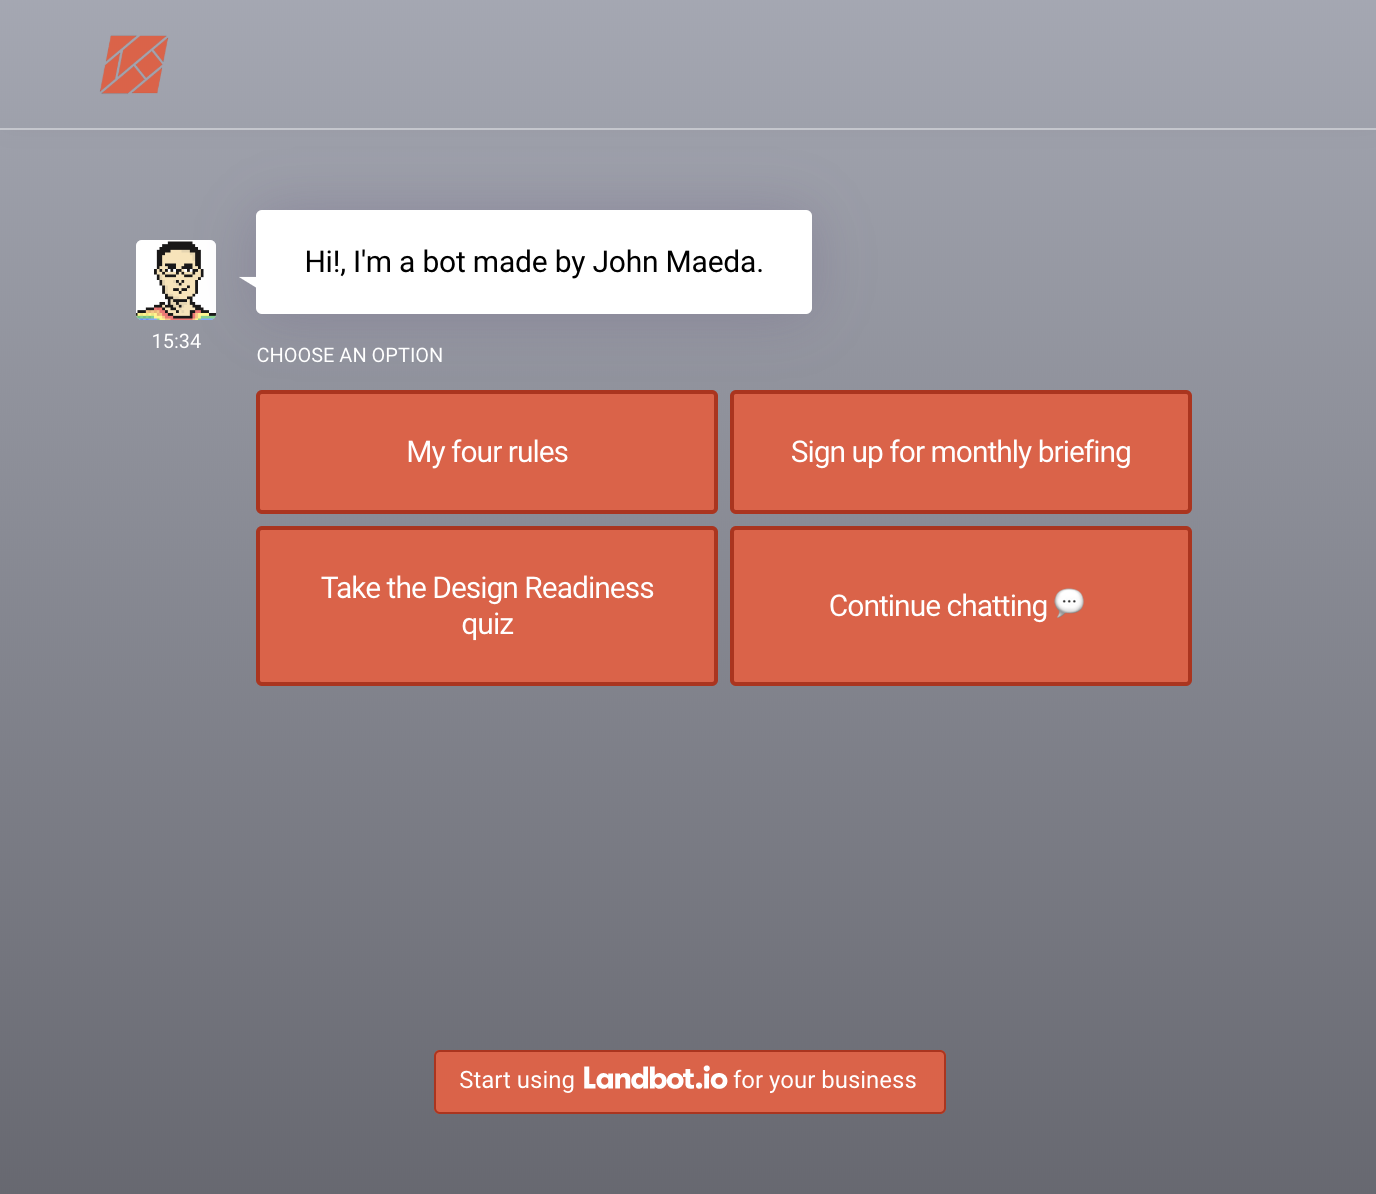 Hi!, I'm a bot made by John Maeda.
15:34
CHOOSE AN OPTION
My four rules
Sign up for monthly briefing
Take the Design Readiness
quiz
Continue chatting 💬
Start using Landbot.io for your business